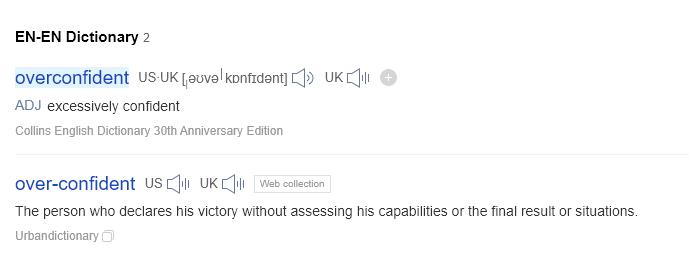 EN-EN Dictionary 2
overconfident US·UK [ˌəʊvəˈkɒnfɪdənt] UK
ADJ excessively confident
Collins English Dictionary 30th Anniversary Edition
over-confident US UK Web collection
The person who declares his victory without assessing his capabilities or the final result or situations.
Urbandictionary